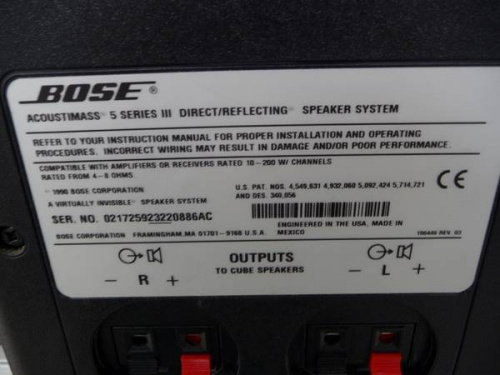 BOSE ®
ACOUSTIMASS® 5 SERIES III DIRECT/REFLECTING® SPEAKER SYSTEM
REFER TO YOUR INSTRUCTION MANUAL FOR PROPER INSTALLATION AND OPERATING
PROCEDURES. INCORRECT WIRING MAY RESULT IN DAMAGE AND/OR POOR PERFORMANCE.
COMPATIBLE WITH AMPLIFIERS OR RECEIVERS RATED 10-200 W/CHANNELS
RATED FROM 4-8 OHMS.
©1990 BOSE CORPORATION
U.S. PAT. NOS. 4,549,631 4,932,060 5,092,424 5,714,721
AND DES. 340,056
CE
A VIRTUALLY INVISIBLE® SPEAKER SYSTEM
SER. NO. 021725923220886AC
BOSE CORPORATION FRAMINGHAM, MA 01701-9168 U.S.A.
ENGINEERED IN THE U.S.A. MADE IN
MEXICO
REV. 03
- R +
OUTPUTS
TO CUBE SPEAKERS
- L +